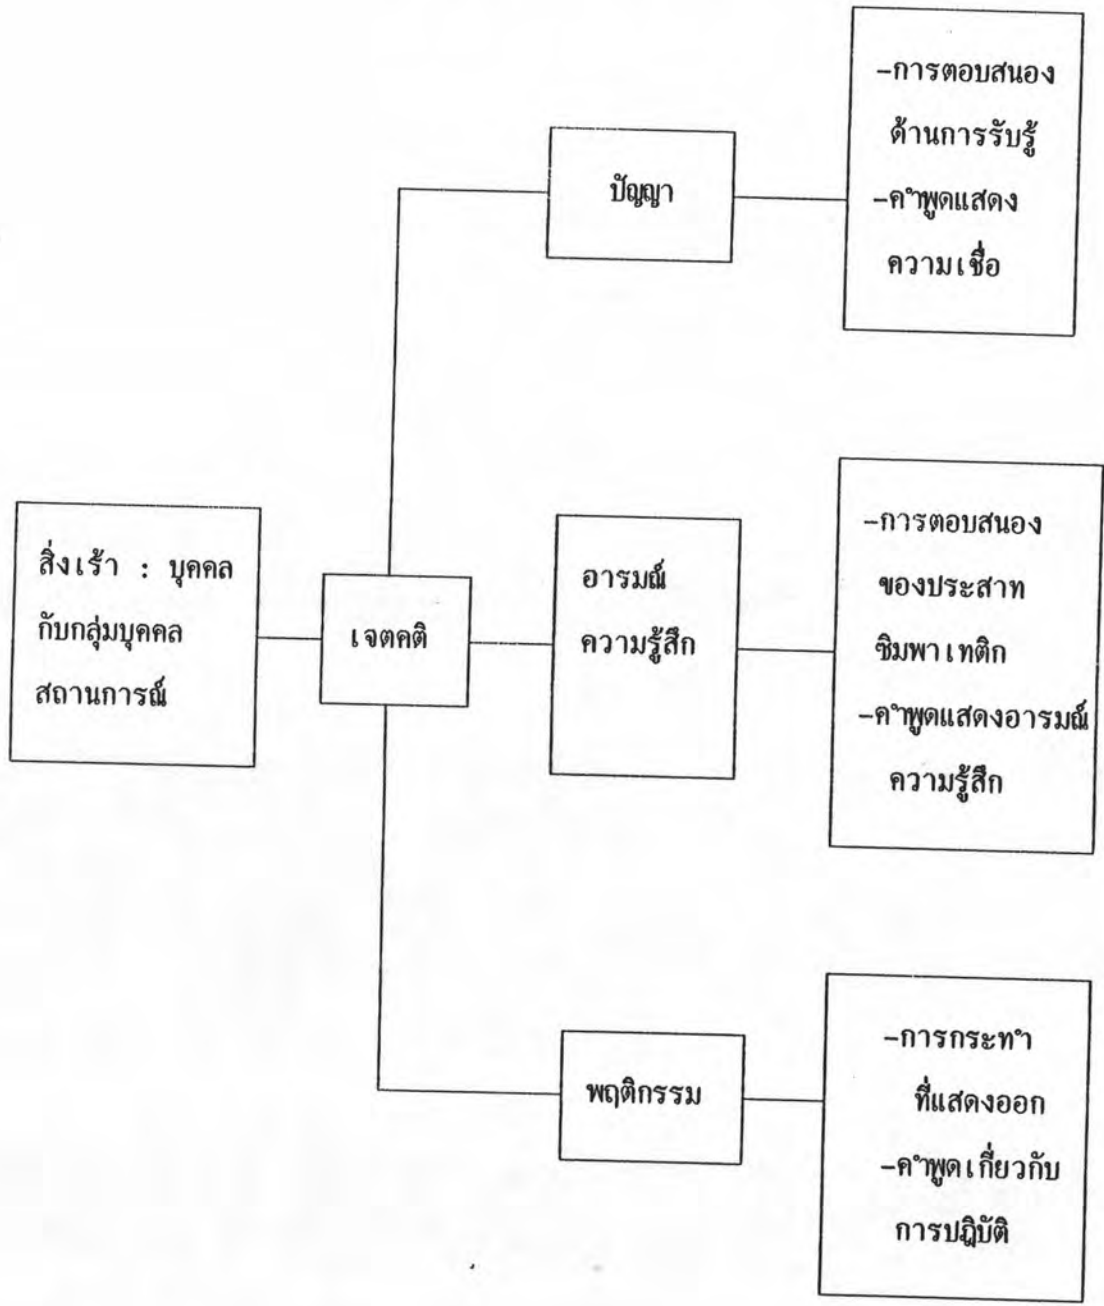 -การตอบสนอง
ด้านการรับรู้
-คำพูดแสดง
ความเชื่อ
ปัญญา
สิ่งเร้า : บุคคล
กับกลุ่มบุคคล
สถานการณ์
เจตคติ
อารมณ์
ความรู้สึก
-การตอบสนอง
ของประสาท
ซิมพาเทติก
-คำพูดแสดงอารมณ์
ความรู้สึก
พฤติกรรม
-การกระทำ
ที่แสดงออก
-คำพูดเกี่ยวกับ
การปฎิบัติ